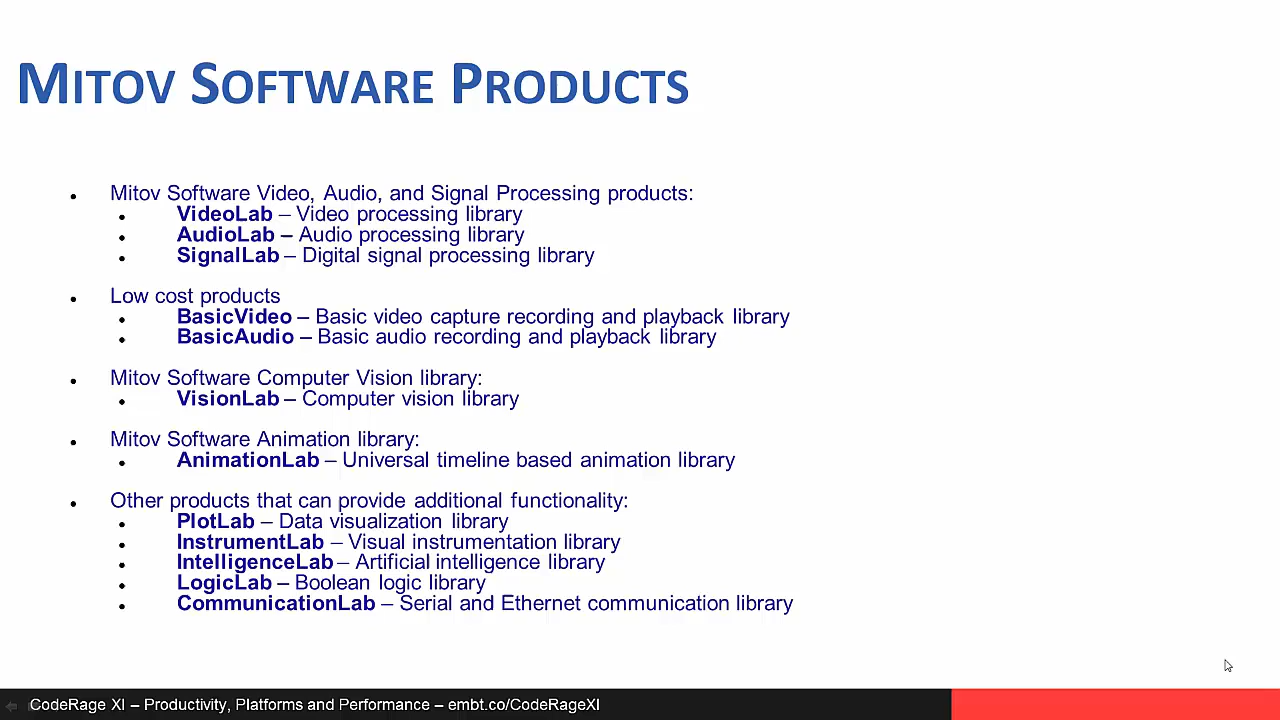 MITOV SOFTWARE PRODUCTS
Mitov Software Video, Audio, and Signal Processing products:
VideoLab – Video processing library
AudioLab – Audio processing library
SignalLab – Digital signal processing library
Low cost products
BasicVideo – Basic video capture recording and playback library
BasicAudio – Basic audio recording and playback library
Mitov Software Computer Vision library:
VisionLab – Computer vision library
Mitov Software Animation library:
AnimationLab – Universal timeline based animation library
Other products that can provide additional functionality:
PlotLab – Data visualization library
InstrumentLab – Visual instrumentation library
IntelligenceLab – Artificial intelligence library
LogicLab – Boolean logic library
CommunicationLab – Serial and Ethernet communication library
CodeRage XI – Productivity, Platforms and Performance – embt.co/CodeRageXI